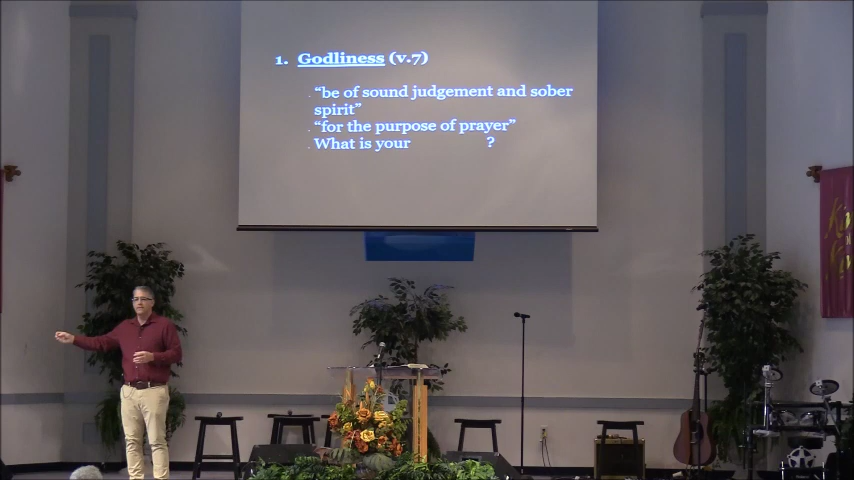 1. Godliness (v.7)
. "be of sound judgement and sober
spirit"
. "for the purpose of prayer"
. What is your ?